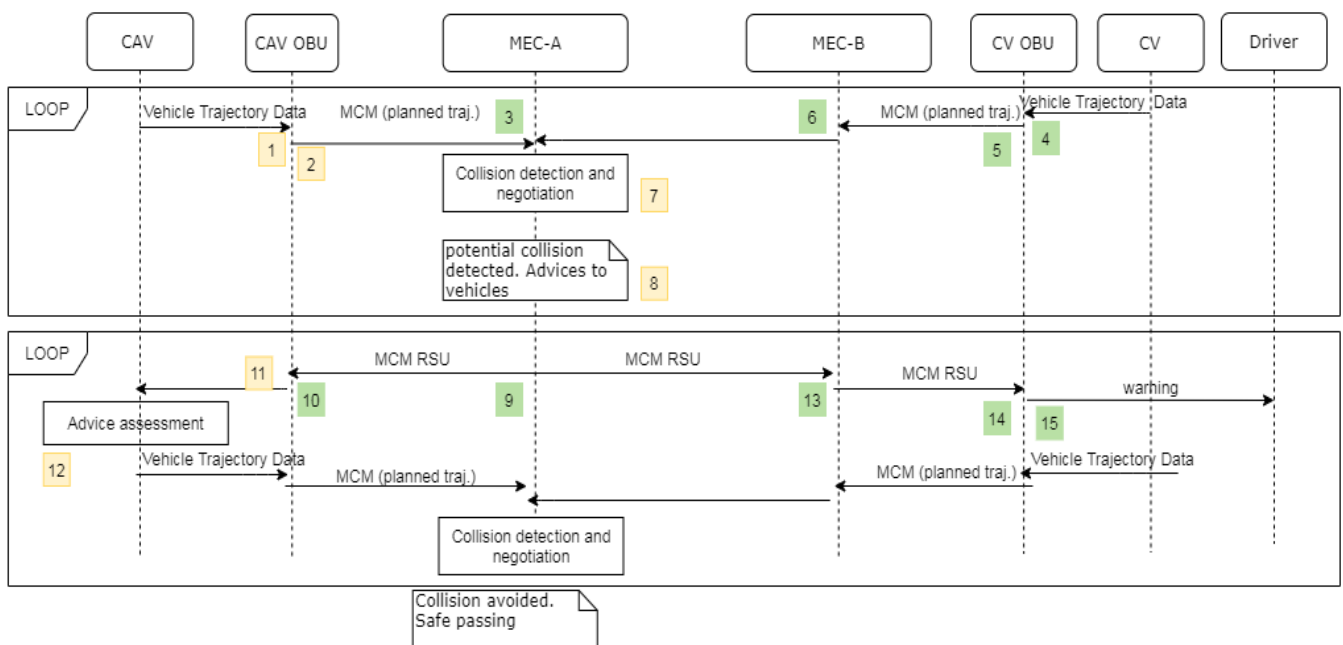 CAV
CAV OBU
MEC-A
MEC-B
CV OBU
CV
Driver
LOOP
Vehicle Trajectory Data
MCM (planned traj.)
3
6
MCM (planned traj.)
Vehicle Trajectory Data
1
2
5
4
Collision detection and
negotiation
7
potential collision
detected. Advices to
vehicles
8
LOOP
MCM RSU
MCM RSU
11
MCM RSU
warning
10
9
13
14
15
Advice assessment
12
Vehicle Trajectory Data
MCM (planned traj.)
MCM (planned traj.)
Vehicle Trajectory Data
Collision detection and
negotiation
Collision avoided.
Safe passing